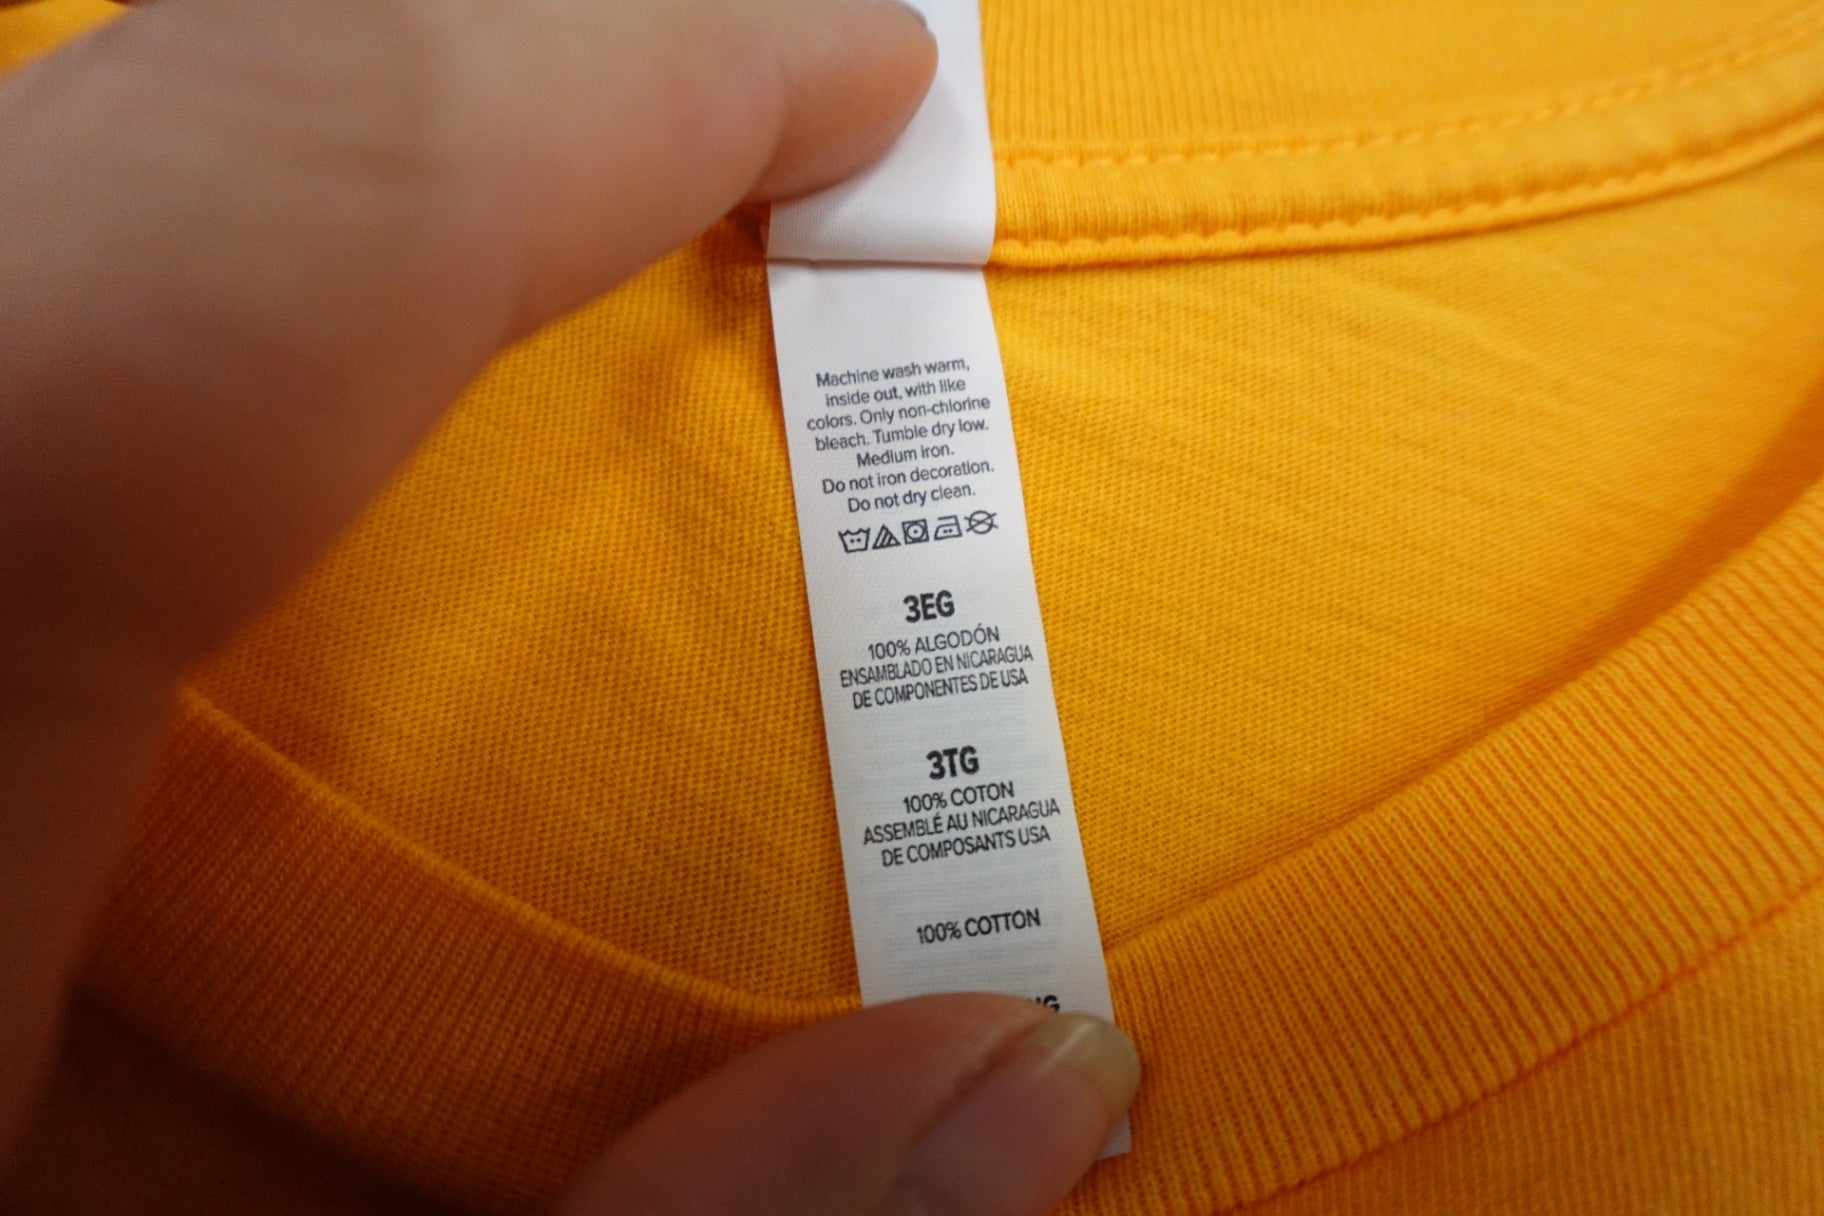 Machine wash warm,
inside out, with like
colors. Only non-chlorine
bleach. Tumble dry low.
Medium iron.
Do not iron decoration.
Do not dry clean.
3EG
100% ALGODÓN
ENSAMBLADO EN NICARAGUA
DE COMPONENTES DE USA
3TG
100% COTON
ASSEMBLÉ AU NICARAGUA
DE COMPOSANTS USA
100% COTTON